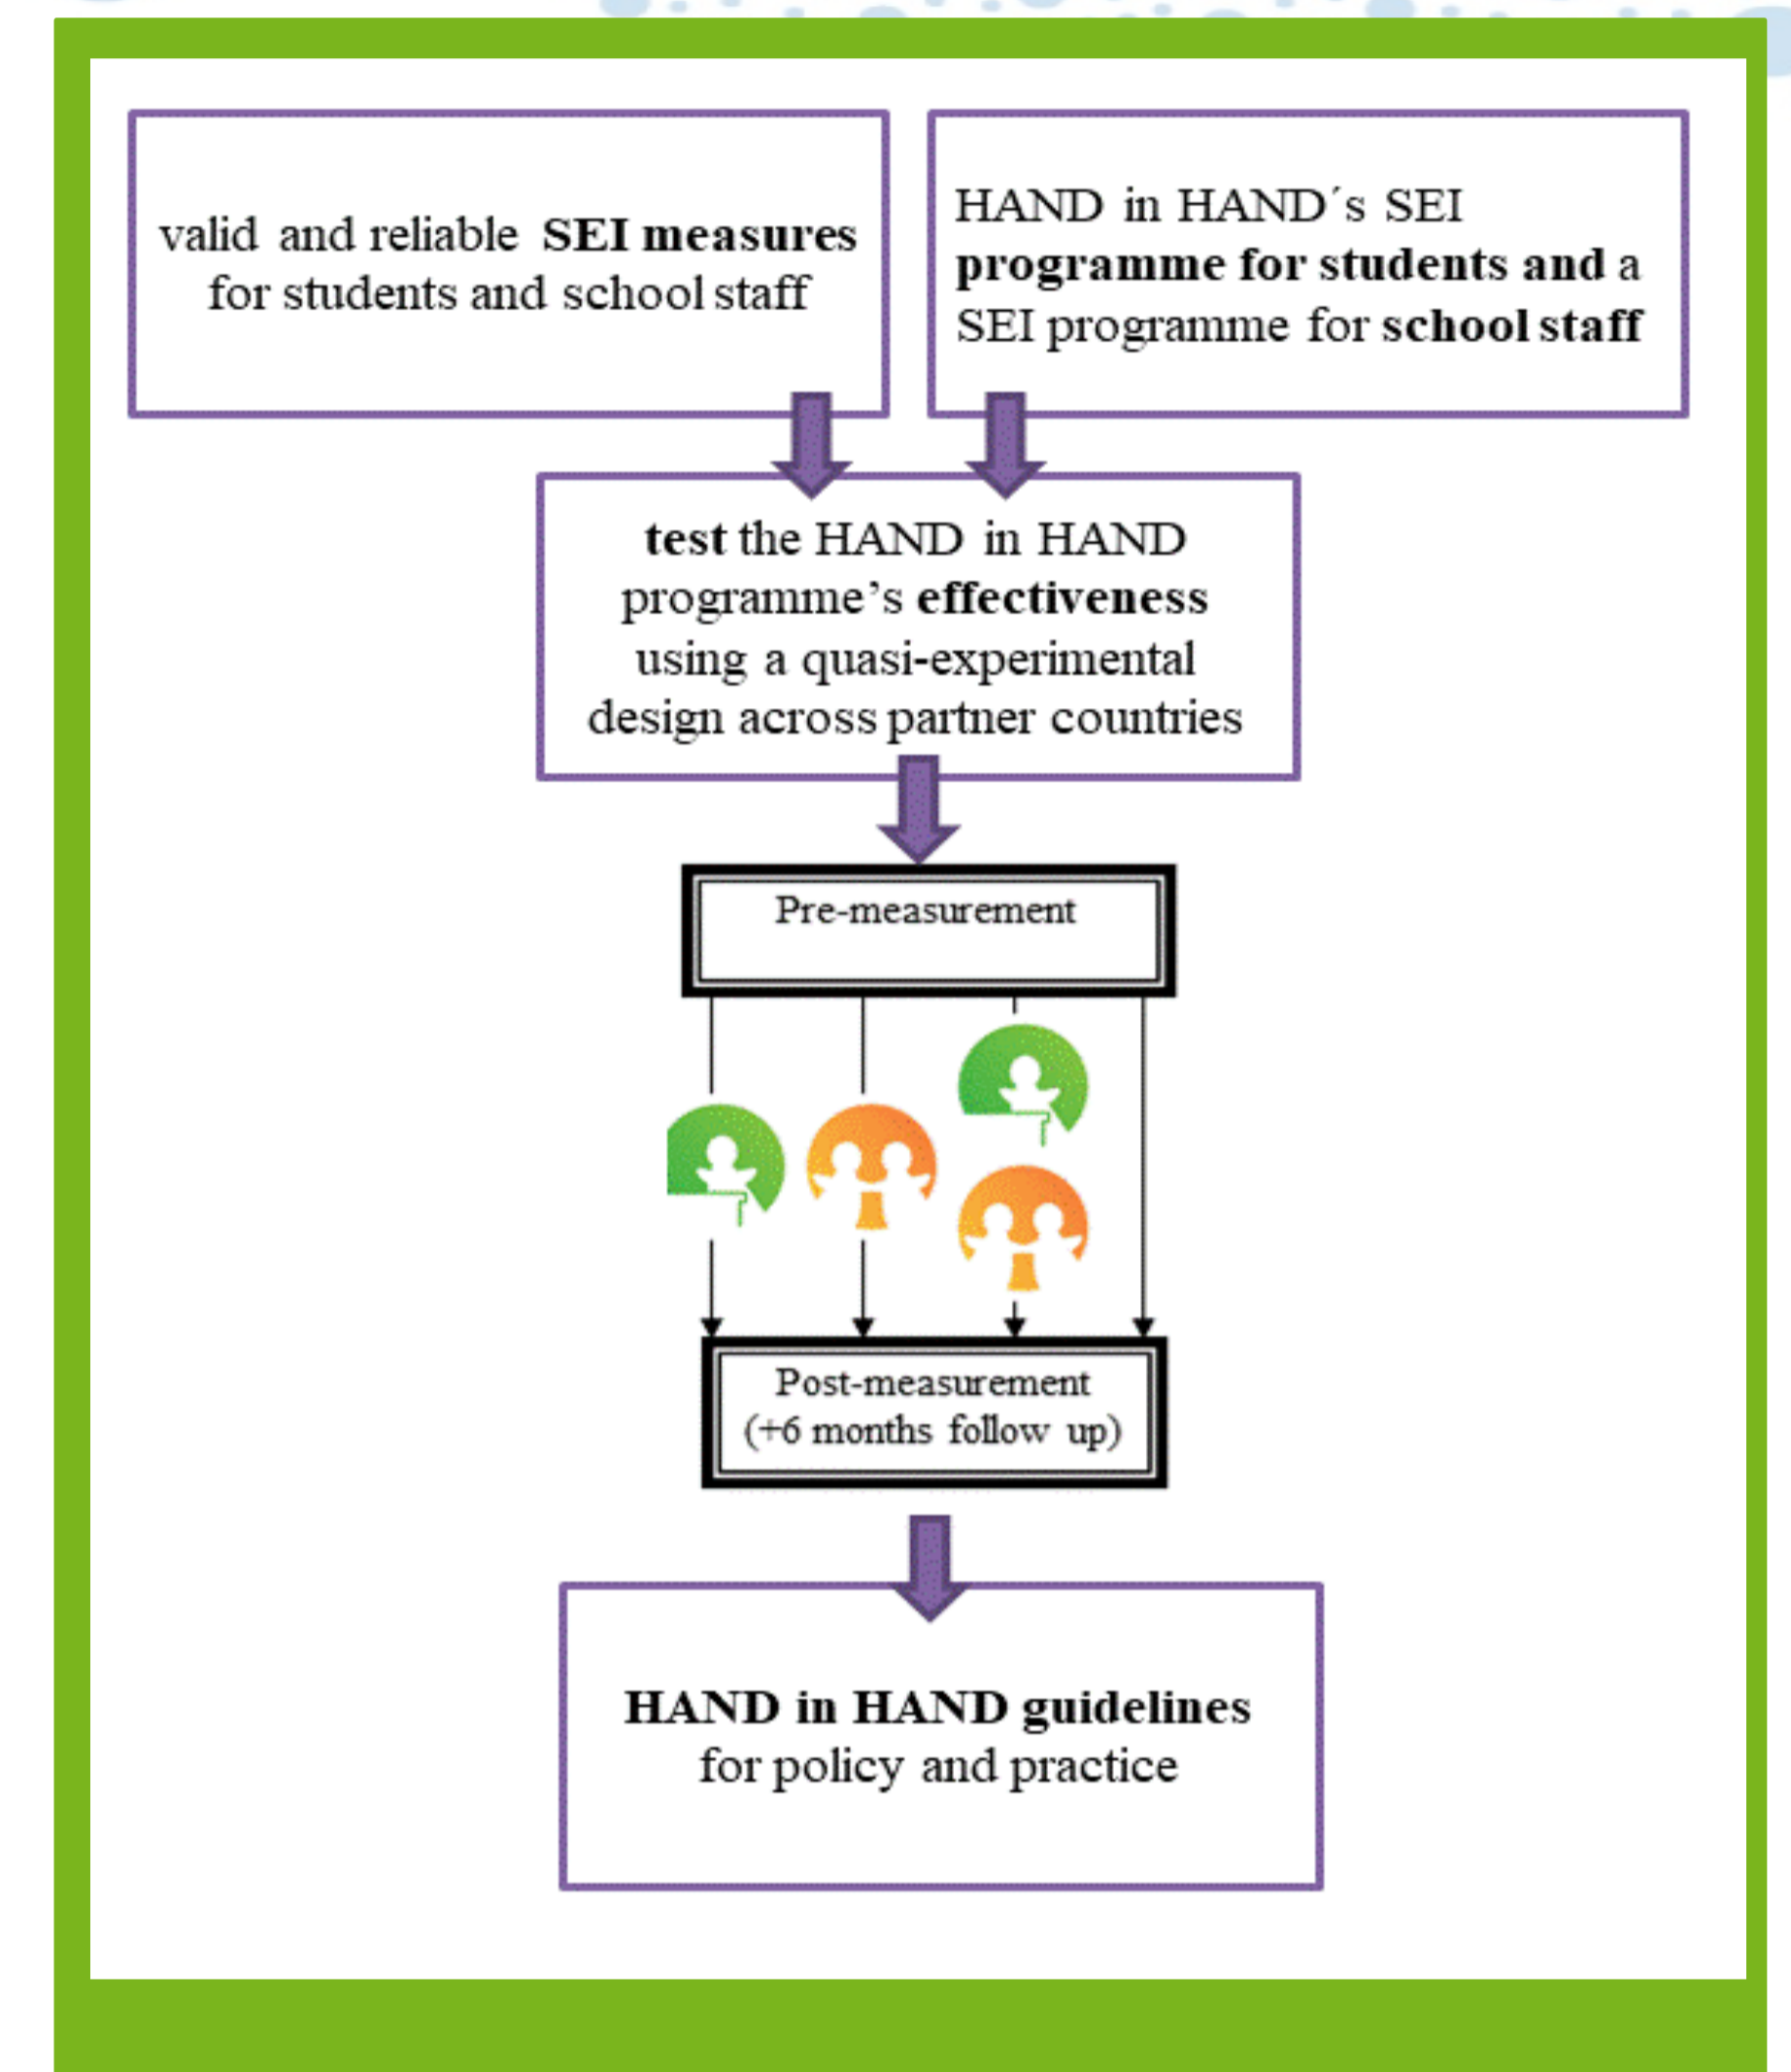 valid and reliable SEI measures
for students and school staff
HAND in HAND´s SEI
programme for students and a
SEI programme for school staff
test the HAND in HAND
programme’s effectiveness
using a quasi-experimental
design across partner countries
Pre-measurement
Post-measurement
(+6 months follow up)
HAND in HAND guidelines
for policy and practice